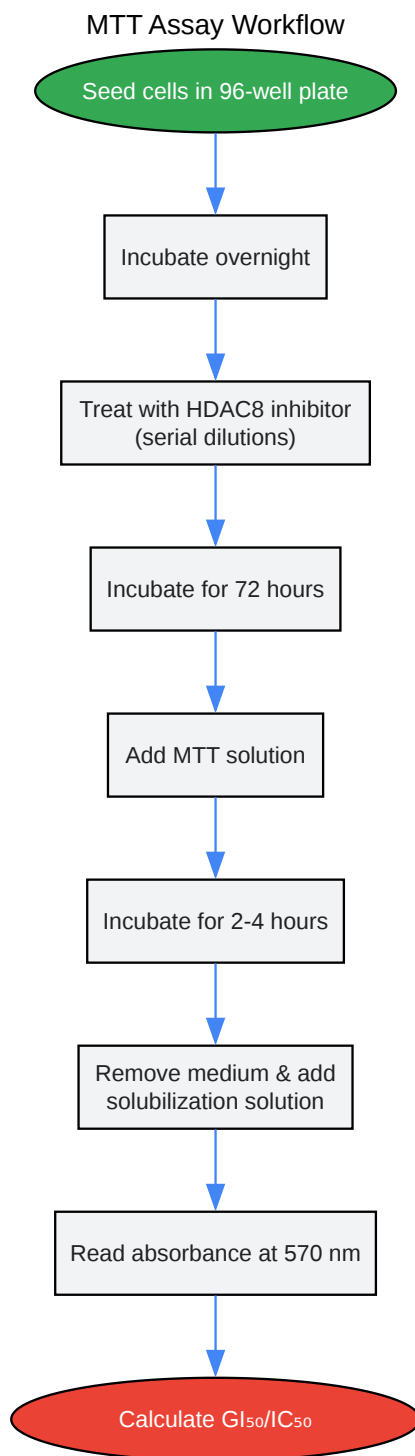 MTT Assay Workflow
Seed cells in 96-well plate
Incubate overnight
Treat with HDAC8 inhibitor
(serial dilutions)
Incubate for 72 hours
Add MTT solution
Incubate for 2-4 hours
Remove medium & add
solubilization solution
Read absorbance at 570 nm
Calculate GI₅₀/IC₅₀